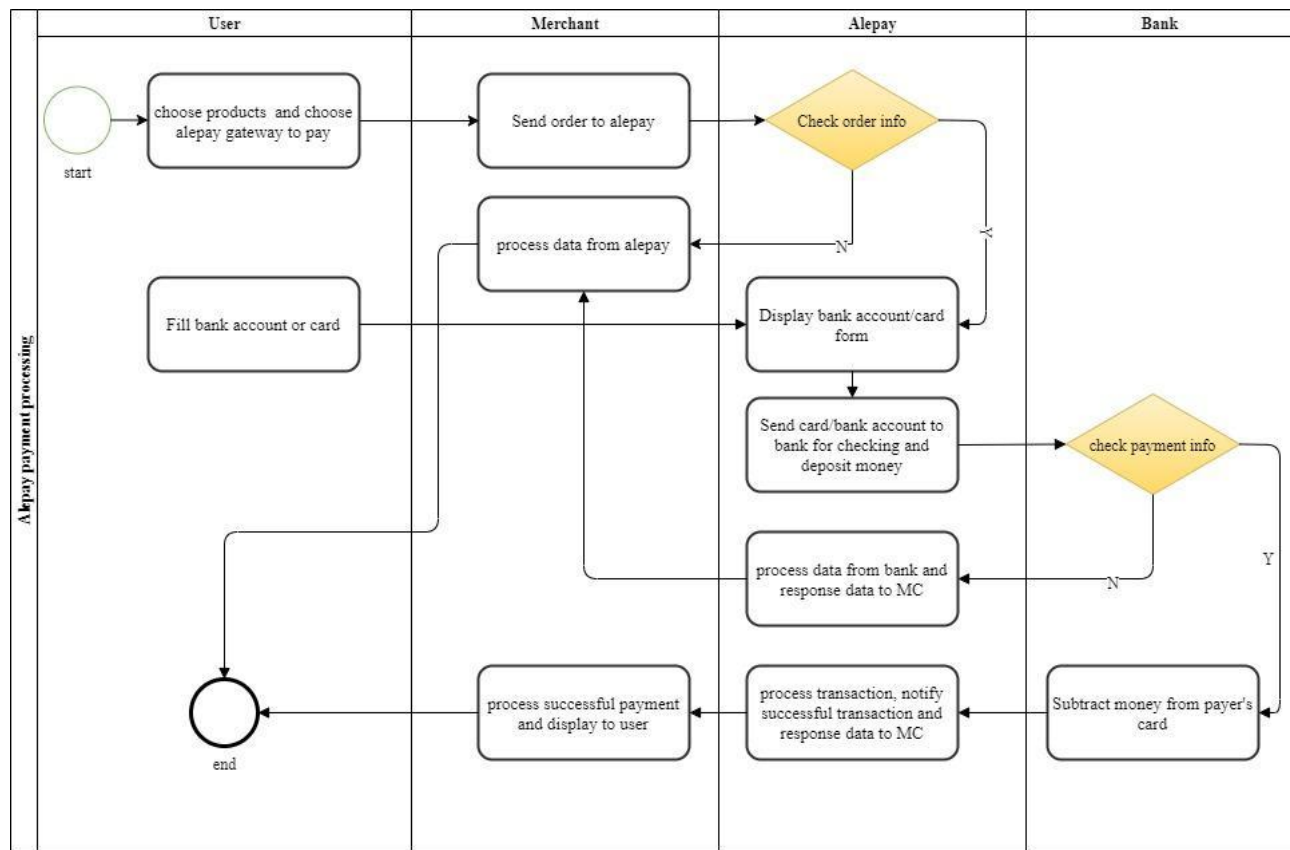 User
Merchant
Alepay
Bank
Alepay payment processing
choose products and choose
alepay gateway to pay
Send order to alepay
Check order info
start
process data from alepay
N
Y
Fill bank account or card
Display bank account/card
form
Send card/bank account to
bank for checking and
deposit money
check payment info
process data from bank and
response data to MC
N
Y
process successful payment
and display to user
process transaction, notify
successful transaction and
response data to MC
Subtract money from payer's
card
end